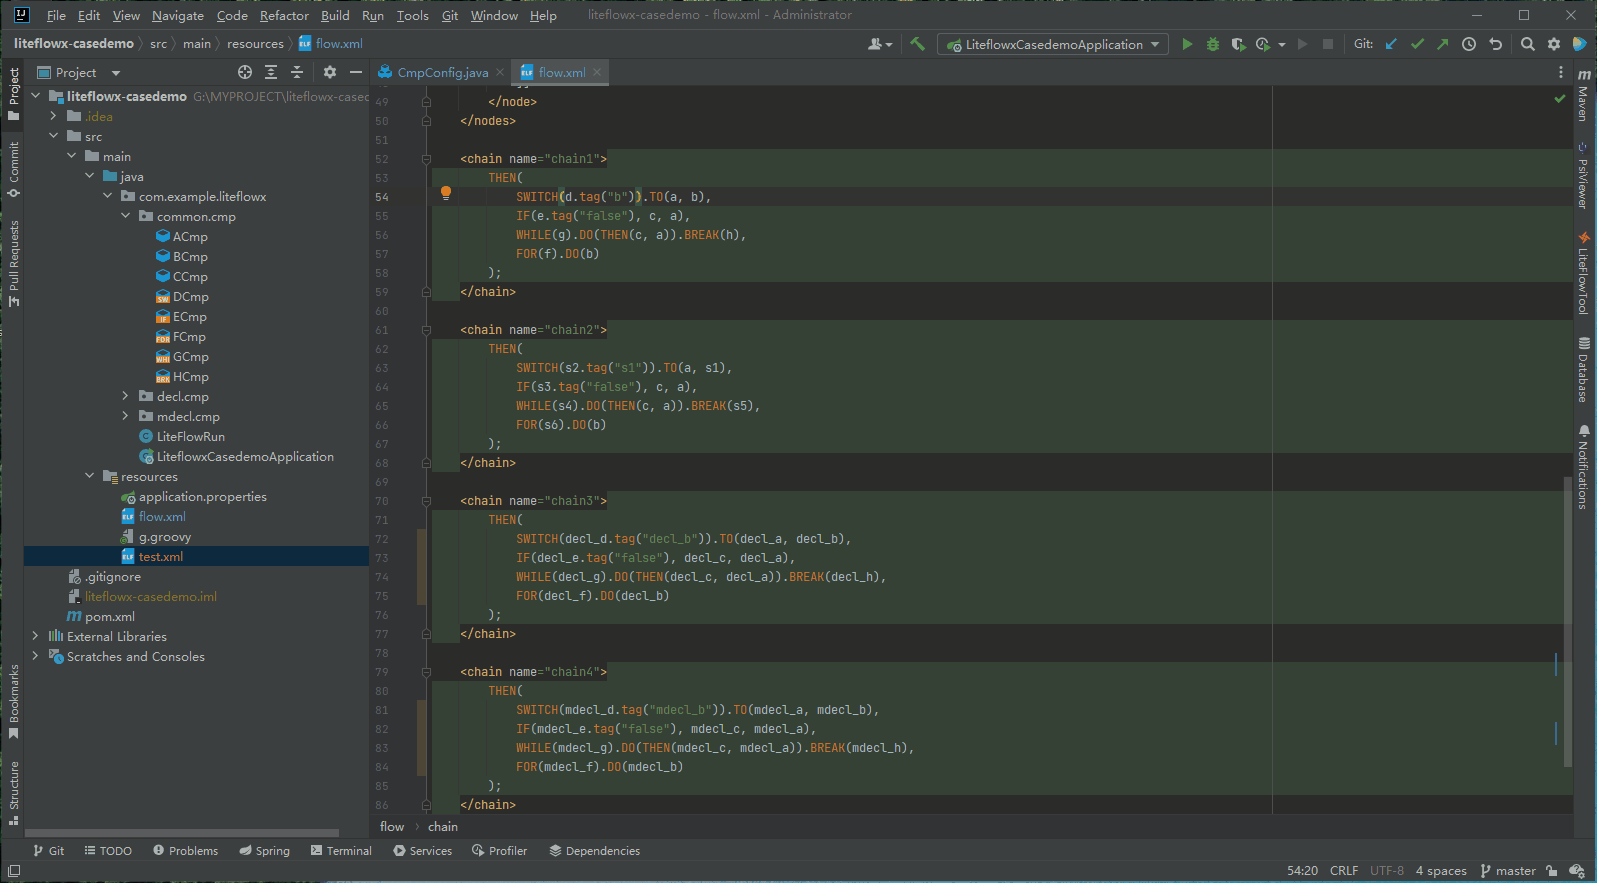 File Edit View Navigate Code Refactor Build Run Tools Git Window Help liteflowx-casedemo - flow.xml - Administrator
liteflowx-casedemo src main resources flow.xml LiteflowxCasedemoApplication Git:
Project
CmpConfig.java flow.xml
liteflowx-casedemo G:\MYPROJECT\liteflowx-casec
.idea
src
main
java
com.example.liteflowx
common.cmp
ACmp
BCmp
CCmp
DCmp
ECmp
FCmp
GCmp
HCmp
decl.cmp
mdecl.cmp
LiteFlowRun
LiteflowxCasedemoApplication
resources
application.properties
flow.xml
g.groovy
test.xml
.gitignore
liteflowx-casedemo.iml
pom.xml
External Libraries
Scratches and Consoles
Project
Commit
Pull Requests
Bookmarks
Structure
49 </node>
50 </nodes>
51
52 <chain name="chain1">
53 THEN(
54 SWITCH(d.tag("b")).TO(a, b),
55 IF(e.tag("false"), c, a),
56 WHILE(g).DO(THEN(c, a)).BREAK(h),
57 FOR(f).DO(b)
58 );
59 </chain>
60
61 <chain name="chain2">
62 THEN(
63 SWITCH(s2.tag("s1")).TO(a, s1),
64 IF(s3.tag("false"), c, a),
65 WHILE(s4).DO(THEN(c, a)).BREAK(s5),
66 FOR(s6).DO(b)
67 );
68 </chain>
69
70 <chain name="chain3">
71 THEN(
72 SWITCH(decl_d.tag("decl_b")).TO(decl_a, decl_b),
73 IF(decl_e.tag("false"), decl_c, decl_a),
74 WHILE(decl_g).DO(THEN(decl_c, decl_a)).BREAK(decl_h),
75 FOR(decl_f).DO(decl_b)
76 );
77 </chain>
78
79 <chain name="chain4">
80 THEN(
81 SWITCH(mdecl_d.tag("mdecl_b")).TO(mdecl_a, mdecl_b),
82 IF(mdecl_e.tag("false"), mdecl_c, mdecl_a),
83 WHILE(mdecl_g).DO(THEN(mdecl_c, mdecl_a)).BREAK(mdecl_h),
84 FOR(mdecl_f).DO(mdecl_b)
85 );
86 </chain>
Maven
PsiViewer
LiteFlowTool
Database
Notifications
flow chain
Git TODO Problems Spring Terminal Services Profiler Dependencies
54:20 CRLF UTF-8 4 spaces master